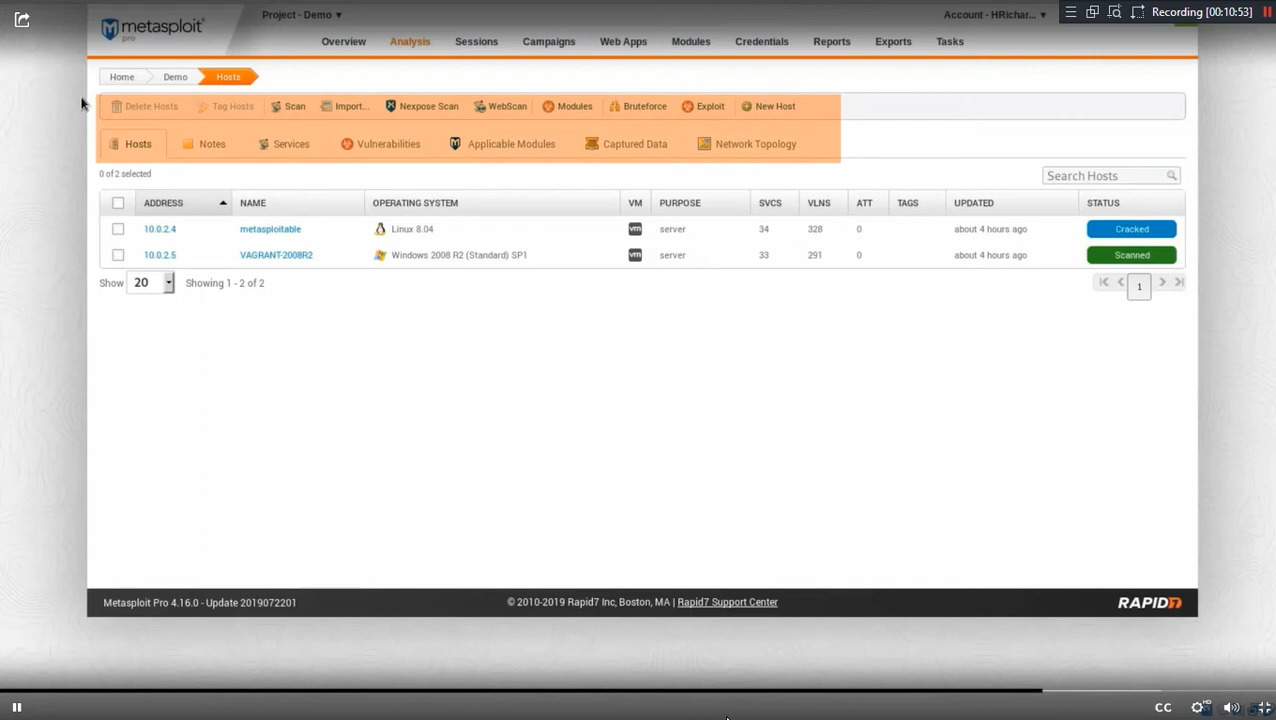 Project - Demo ▼
Account - HRichar... ▼
Recording [00:10:53]
metasploit
pro
Overview Analysis Sessions Campaigns Web Apps Modules Credentials Reports Exports Tasks
Home Demo Hosts
Delete Hosts Tag Hosts Scan Import... Nexpose Scan WebScan Modules Bruteforce Exploit New Host
Hosts Notes Services Vulnerabilities Applicable Modules Captured Data Network Topology
0 of 2 selected
Search Hosts
ADDRESS NAME OPERATING SYSTEM VM PURPOSE SVCS VLNS ATT TAGS UPDATED STATUS
10.0.2.4 metasploitable Linux 8.04 vm server 34 328 0 about 4 hours ago Cracked
10.0.2.5 VAGRANT-2008R2 Windows 2008 R2 (Standard) SP1 vm server 33 291 0 about 4 hours ago Scanned
Show 20 Showing 1 - 2 of 2
1
Metasploit Pro 4.16.0 - Update 2019072201
© 2010-2019 Rapid7 Inc, Boston, MA | Rapid7 Support Center
RAPID7
CC
HD